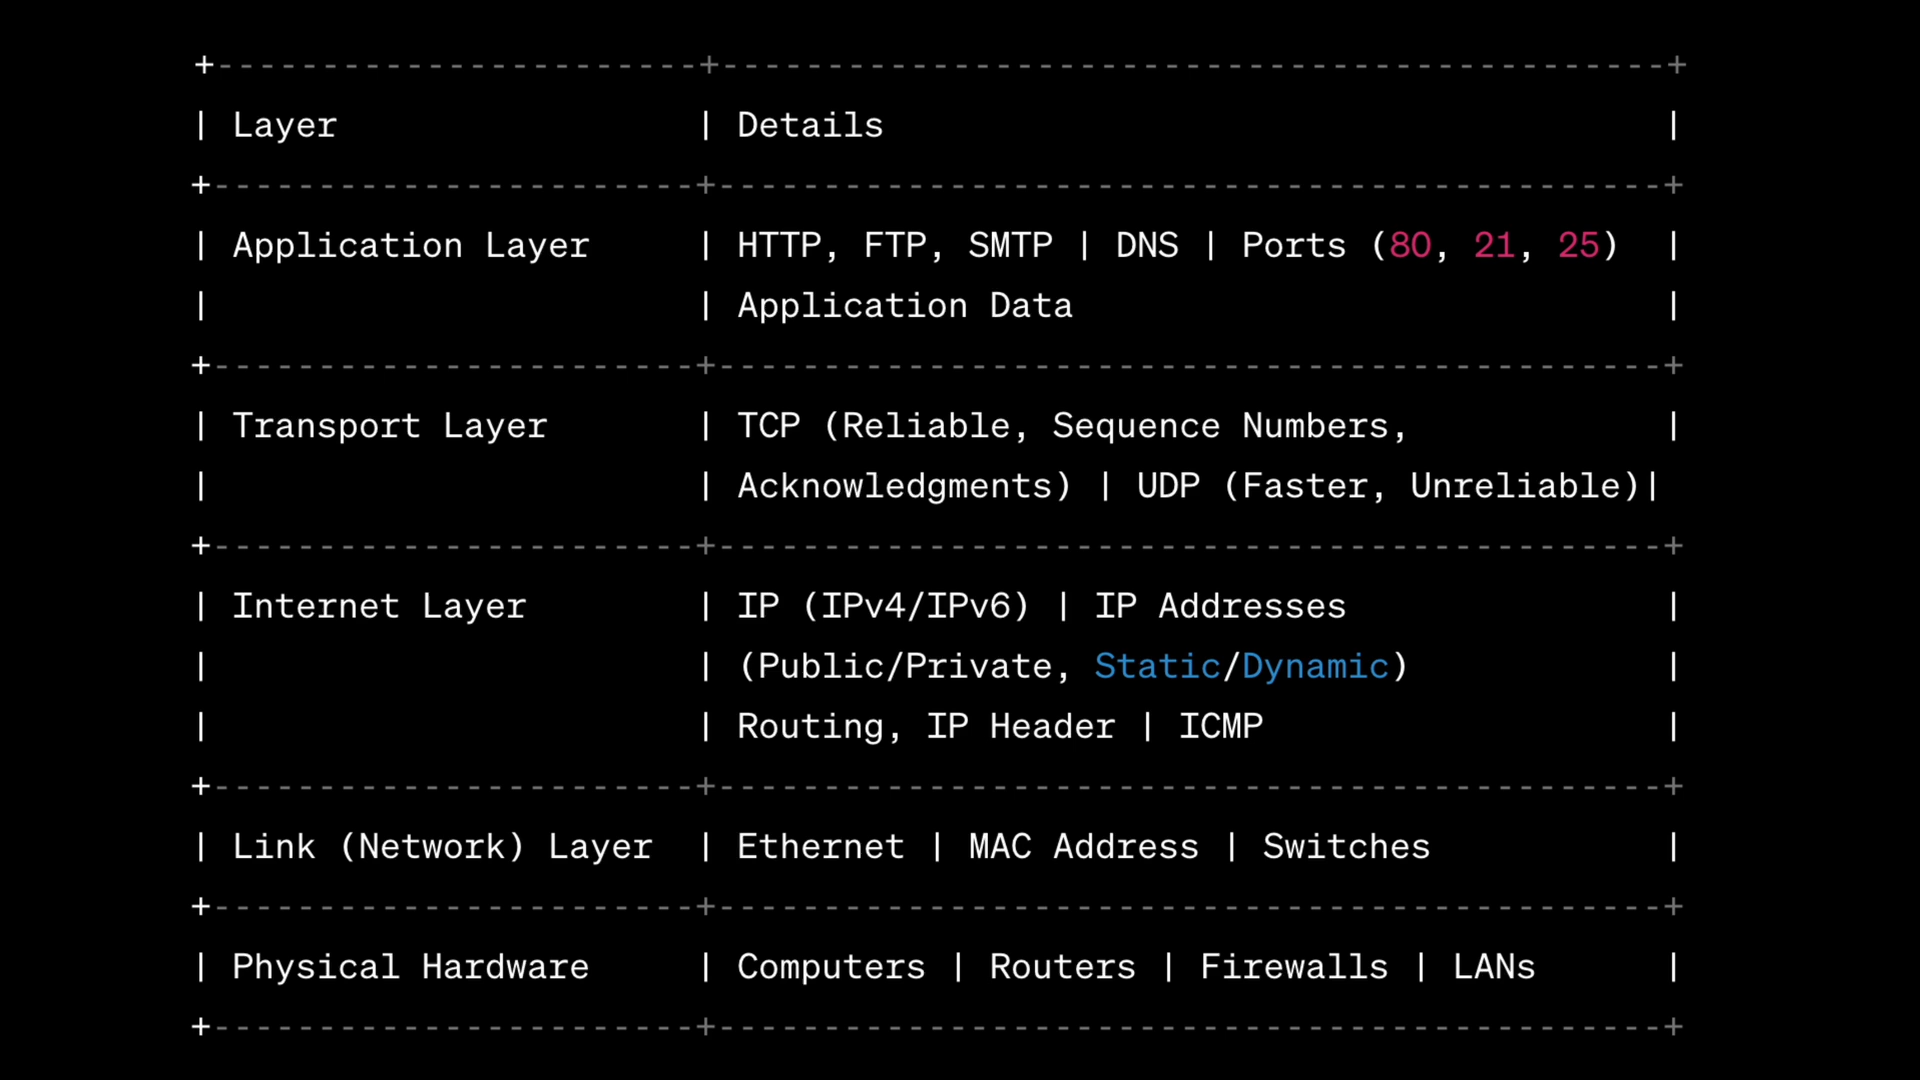 +-----------------------+---------------------------------------------+
| Layer                 | Details                                     |
+-----------------------+---------------------------------------------+
| Application Layer     | HTTP, FTP, SMTP | DNS | Ports (80, 21, 25)  |
|                       | Application Data                            |
+-----------------------+---------------------------------------------+
| Transport Layer       | TCP (Reliable, Sequence Numbers,            |
|                       | Acknowledgments) | UDP (Faster, Unreliable)|
+-----------------------+---------------------------------------------+
| Internet Layer        | IP (IPv4/IPv6) | IP Addresses               |
|                       | (Public/Private, Static/Dynamic)            |
|                       | Routing, IP Header | ICMP                   |
+-----------------------+---------------------------------------------+
| Link (Network) Layer  | Ethernet | MAC Address | Switches           |
+-----------------------+---------------------------------------------+
| Physical Hardware     | Computers | Routers | Firewalls | LANs      |
+-----------------------+---------------------------------------------+